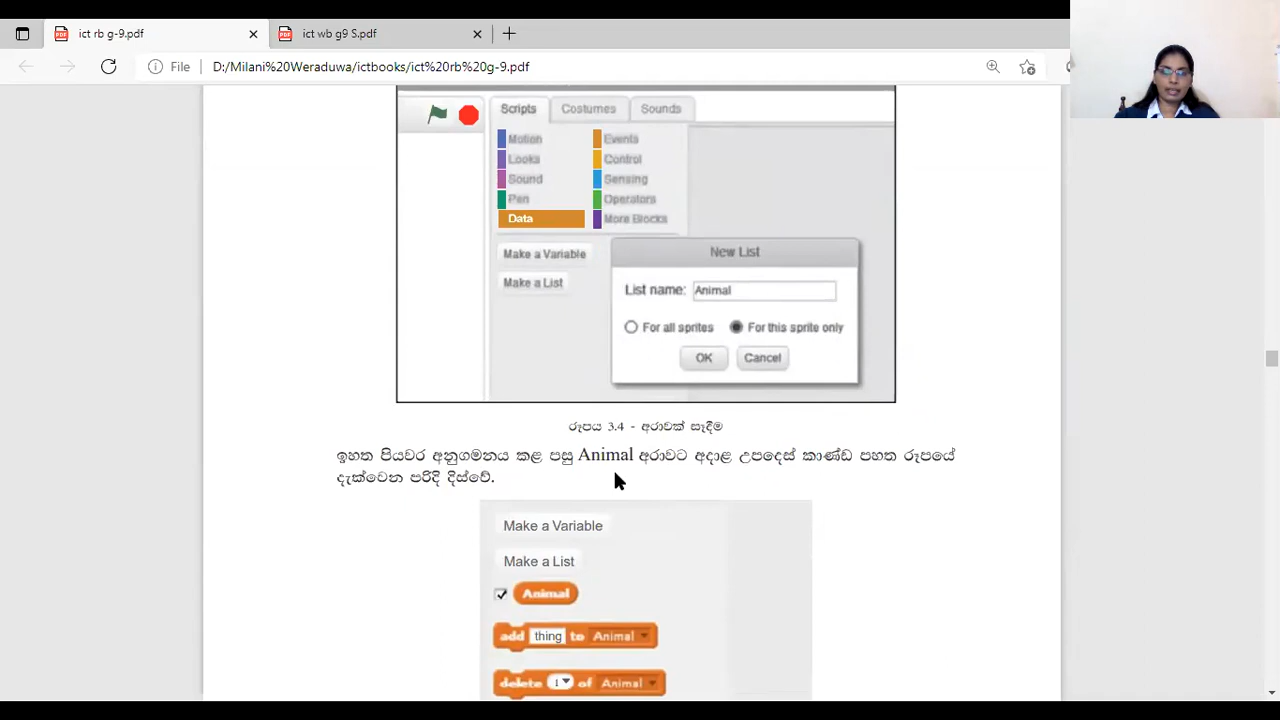 ict rb g-9.pdf
ict wb g9 S.pdf
File
D:/Milani%20Weraduwa/ictbooks/ict%20rb%20g-9.pdf
Scripts
Costumes
Sounds
Motion
Events
Looks
Control
Sound
Sensing
Pen
Operators
Data
More Blocks
Make a Variable
Make a List
New List
List name: Animal
For all sprites
For this sprite only
OK
Cancel
රූපය 3.4 - අරාවක් සෑදීම
ඉහත පියවර අනුගමනය කළ පසු Animal අරාවට අදාළ උපදෙස් කාණ්ඩ පහත රූපයේ
දැක්වෙන පරිදි දිස්වේ.
Make a Variable
Make a List
Animal
add thing to Animal
delete 1 of Animal